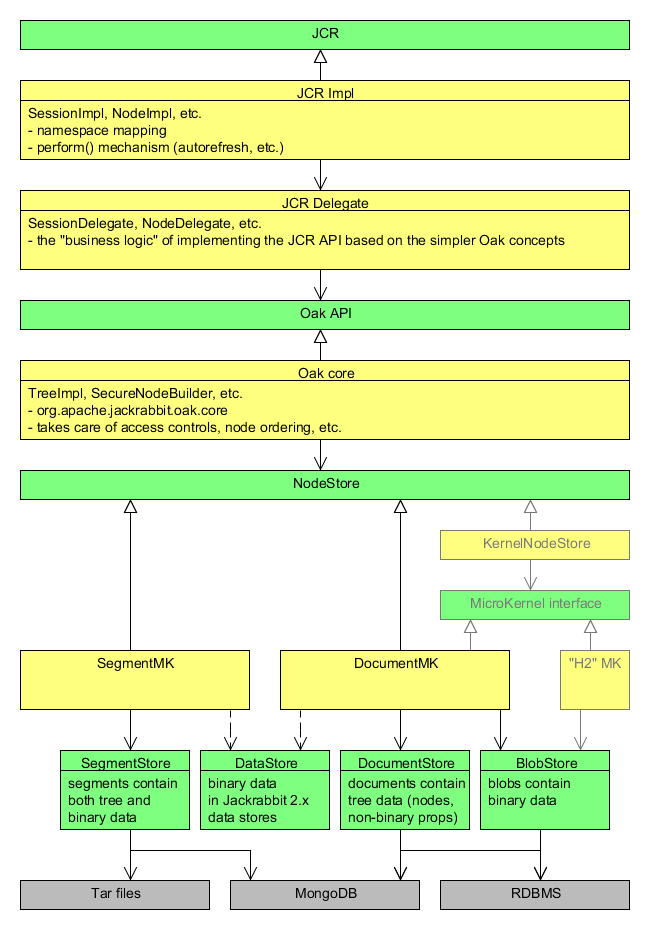 JCR
JCR Impl
SessionImpl, NodeImpl, etc.
- namespace mapping
- perform() mechanism (autorefresh, etc.)
JCR Delegate
SessionDelegate, NodeDelegate, etc.
- the "business logic" of implementing the JCR API based on the simpler Oak concepts
Oak API
Oak core
TreeImpl, SecureNodeBuilder, etc.
- org.apache.jackrabbit.oak.core
- takes care of access controls, node ordering, etc.
NodeStore
KernelNodeStore
MicroKernel interface
SegmentMK
DocumentMK
"H2" MK
SegmentStore
segments contain
both tree and
binary data
DataStore
binary data
in Jackrabbit 2.x
data stores
DocumentStore
documents contain
tree data (nodes,
non-binary props)
BlobStore
blobs contain
binary data
Tar files
MongoDB
RDBMS